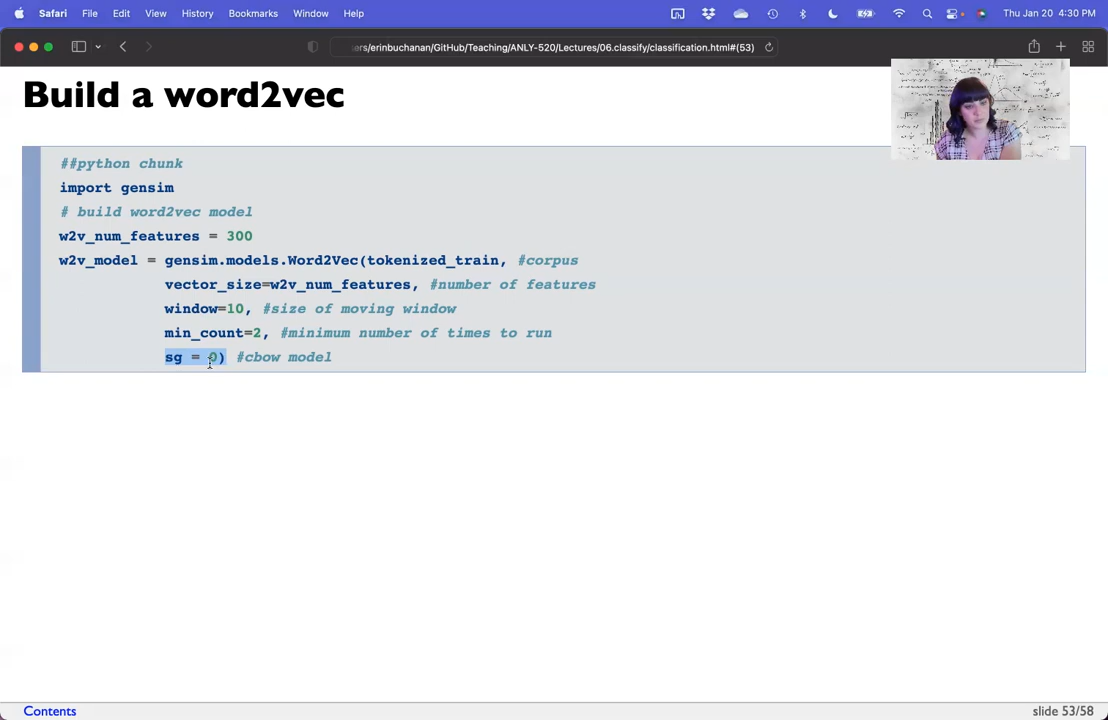 Safari File Edit View History Bookmarks Window Help Thu Jan 20 4:30 PM
ers/erinbuchanan/GitHub/Teaching/ANLY-520/Lectures/06.classify/classification.html#(53)
Build a word2vec
##python chunk
import gensim
# build word2vec model
w2v_num_features = 300
w2v_model = gensim.models.Word2Vec(tokenized_train, #corpus
vector_size=w2v_num_features, #number of features
window=10, #size of moving window
min_count=2, #minimum number of times to run
sg = 0) #cbow model
Contents slide 53/58